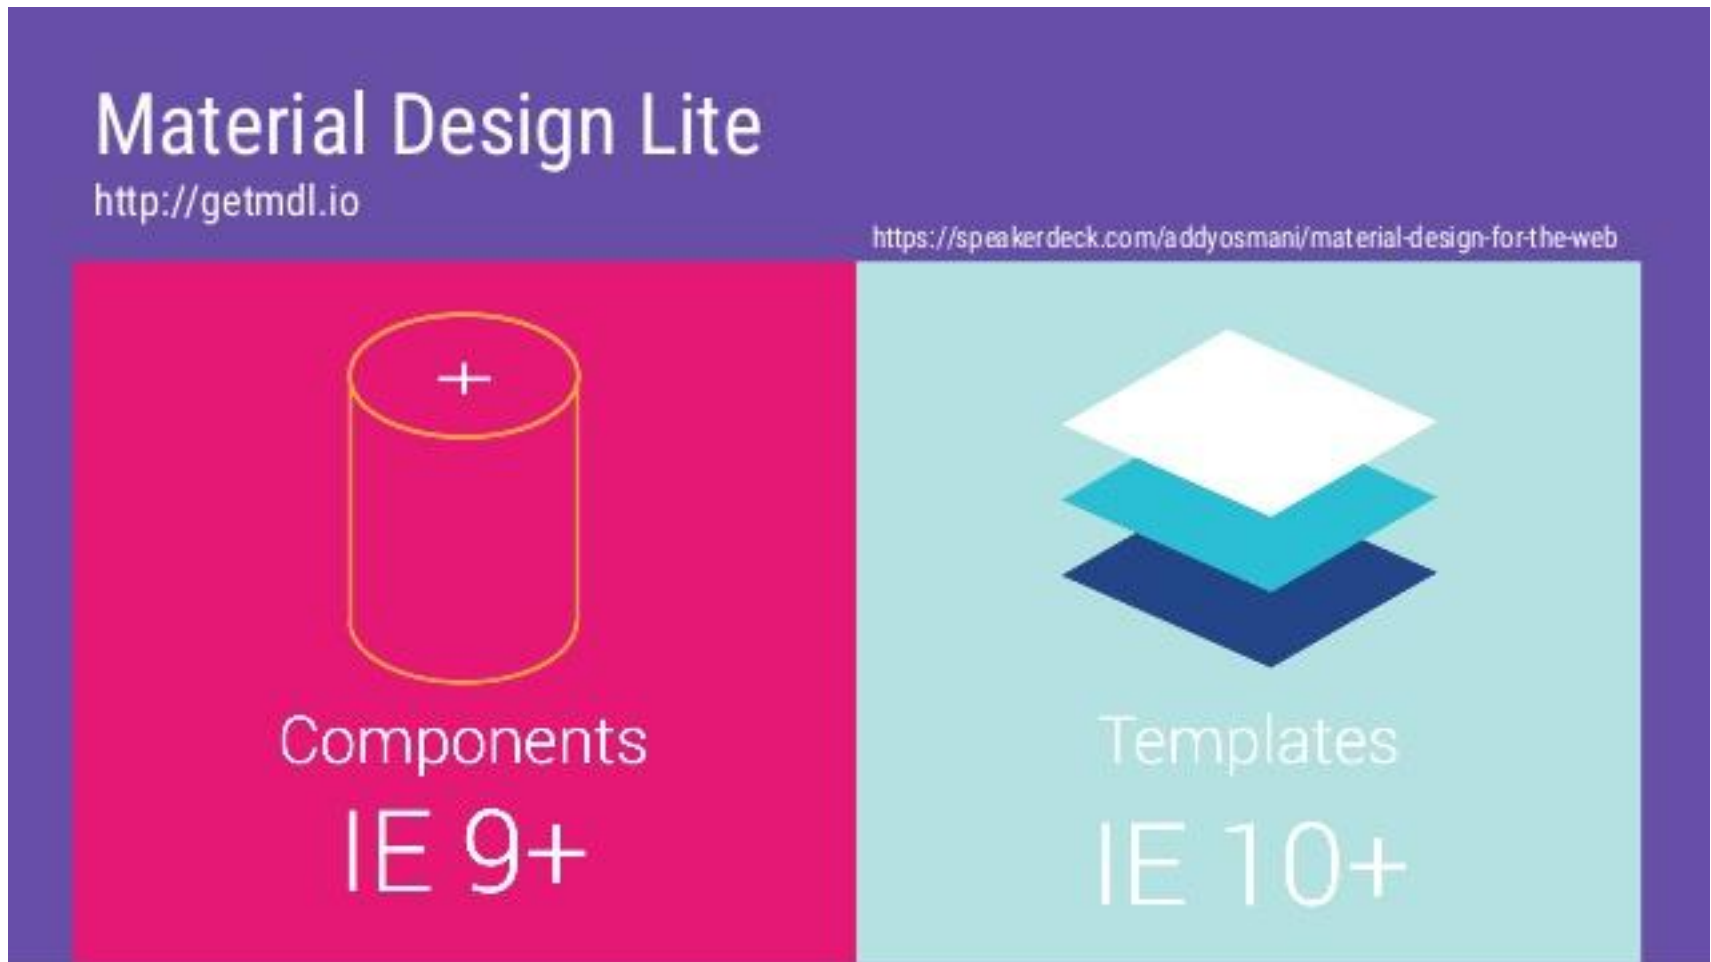 Material Design Lite
http://getmdl.io
https://speakerdeck.com/addyosmani/material-design-for-the-web
+
Components
IE 9+
Templates
IE 10+